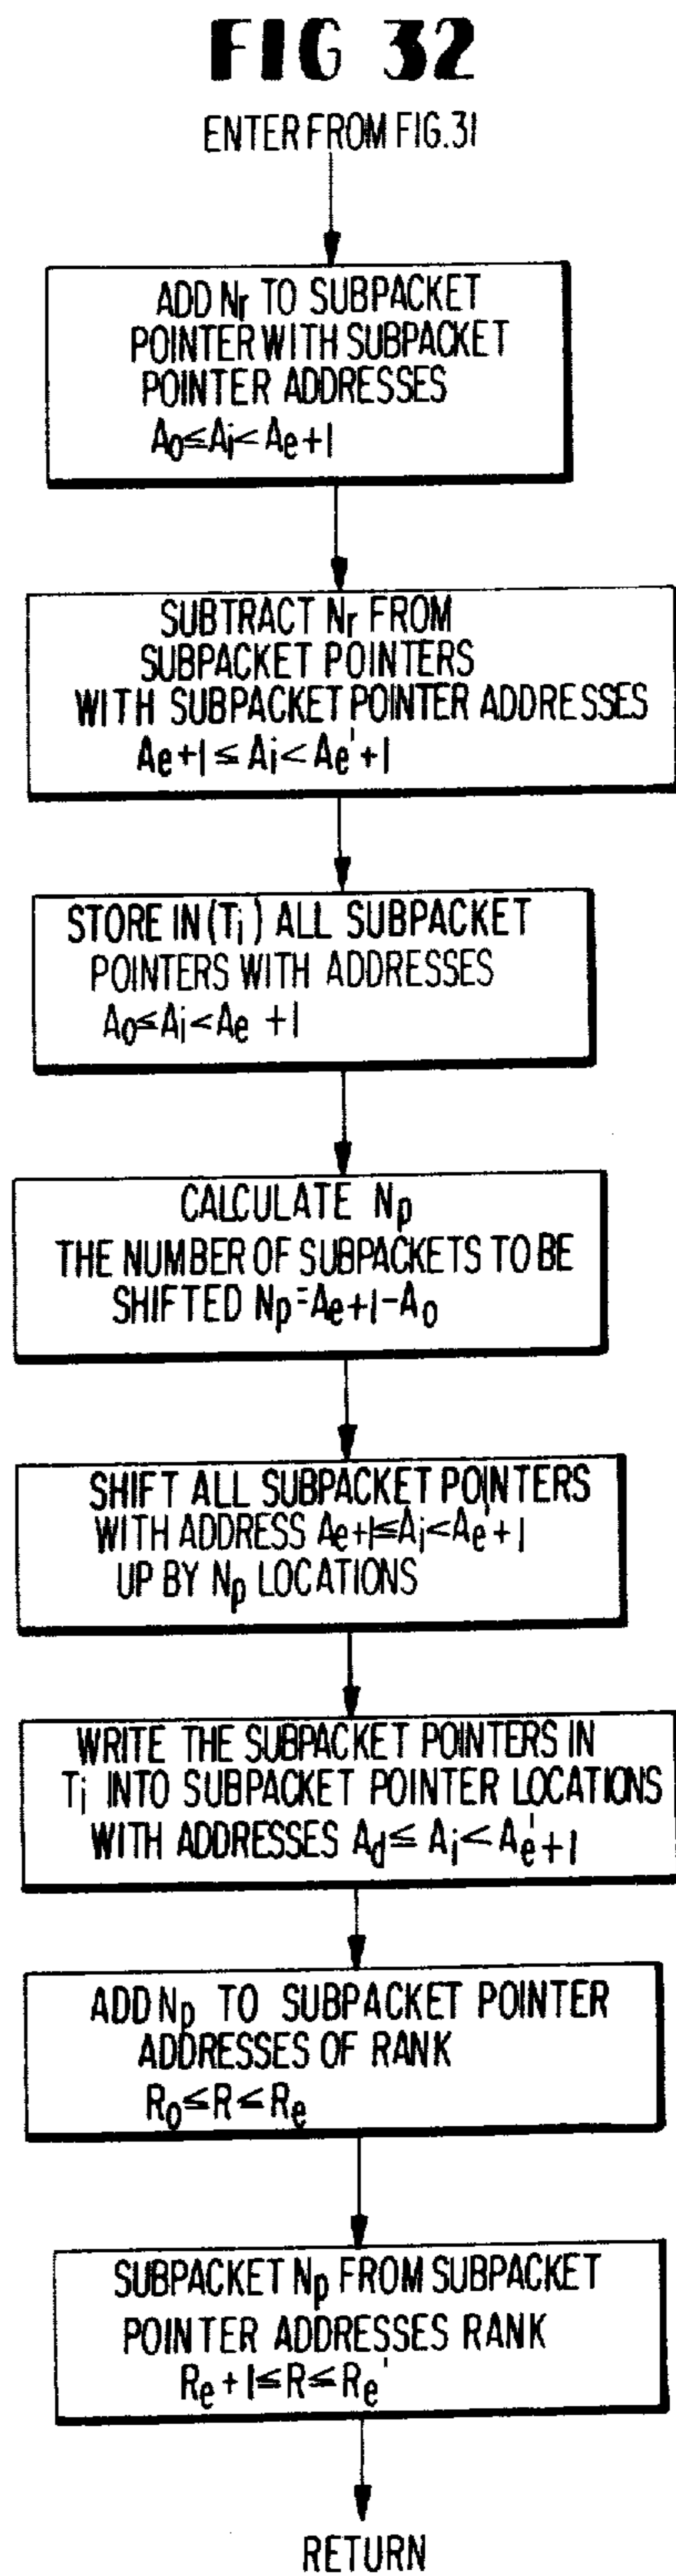 FIG 32
ENTER FROM FIG.31
ADD Nr TO SUBPACKET
POINTER WITH SUBPACKET
POINTER ADDRESSES
Ao≤Ai<Ae+1
SUBTRACT Nr FROM
SUBPACKET POINTERS
WITH SUBPACKET POINTER ADDRESSES
Ae+1≤Ai<Ae'+1
STORE IN (Ti) ALL SUBPACKET
POINTERS WITH ADDRESSES
Ao≤Ai<Ae +1
CALCULATE Np
THE NUMBER OF SUBPACKETS TO BE
SHIFTED Np=Ae+1-Ao
SHIFT ALL SUBPACKET POINTERS
WITH ADDRESS Ae+1≤Ai<Ae'+1
UP BY Np LOCATIONS
WRITE THE SUBPACKET POINTERS IN
Ti INTO SUBPACKET POINTER LOCATIONS
WITH ADDRESSES Ad≤Ai<Ae'+1
ADD Np TO SUBPACKET POINTER
ADDRESSES OF RANK
Ro≤R≤Re
SUBPACKET Np FROM SUBPACKET
POINTER ADDRESSES RANK
Re+1≤R≤Re'
RETURN